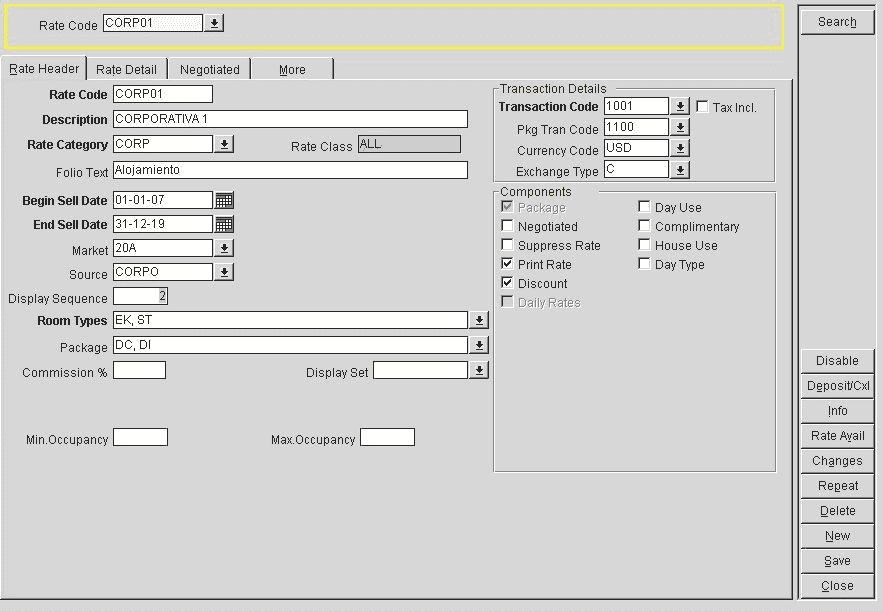 Rate Code CORP01
Search
Rate Header Rate Detail Negotiated More
Rate Code CORP01
Description CORPORATIVA 1
Rate Category CORP Rate Class ALL
Folio Text Alojamiento
Begin Sell Date 01-01-07
End Sell Date 31-12-19
Market 20A
Source CORPO
Display Sequence 2
Room Types EK, ST
Package DC, DI
Commission % Display Set
Min.Occupancy Max.Occupancy
Transaction Details
Transaction Code 1001 Tax Incl.
Pkg Tran Code 1100
Currency Code USD
Exchange Type C
Components
Package Day Use
Negotiated Complimentary
Suppress Rate House Use
Print Rate Day Type
Discount
Daily Rates
Disable
Deposit/Cxl
Info
Rate Avail
Changes
Repeat
Delete
New
Save
Close